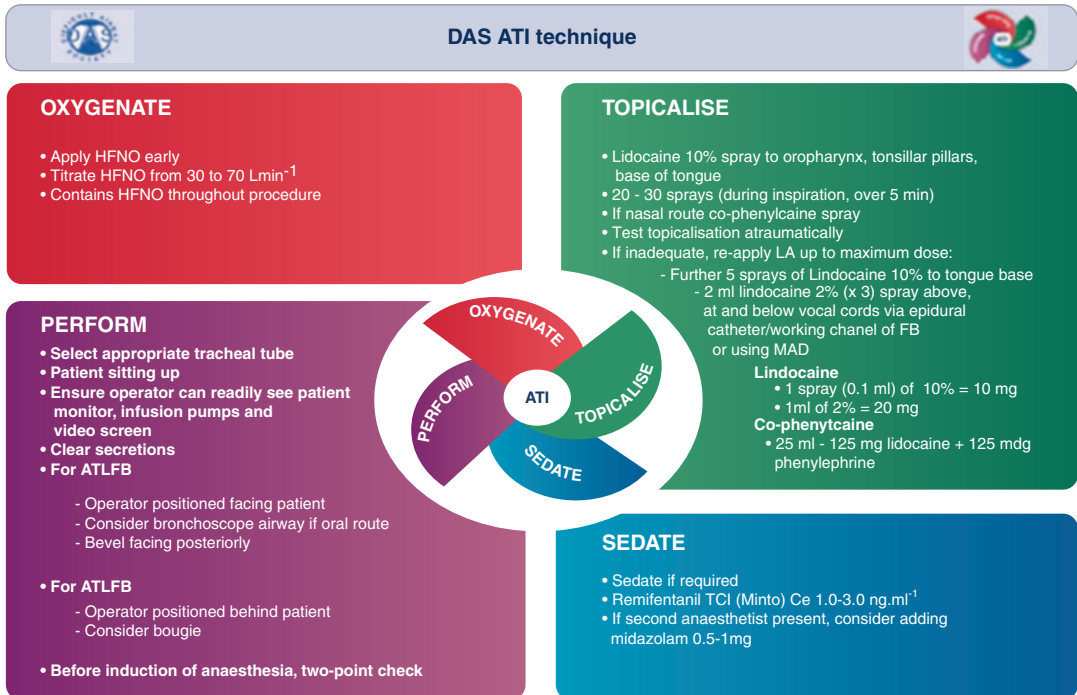 DAS ATI technique
OXYGENATE
• Apply HFNO early
• Titrate HFNO from 30 to 70 Lmin-1
• Contains HFNO throughout procedure
TOPICALISE
• Lidocaine 10% spray to oropharynx, tonsillar pillars,
base of tongue
• 20 - 30 sprays (during inspiration, over 5 min)
• If nasal route co-phenylcaine spray
• Test topicalisation atraumatically
• If inadequate, re-apply LA up to maximum dose:
- Further 5 sprays of Lindocaine 10% to tongue base
- 2 ml lindocaine 2% (x 3) spray above,
at and below vocal cords via epidural
catheter/working chanel of FB
or using MAD
Lindocaine
• 1 spray (0.1 ml) of 10% = 10 mg
• 1ml of 2% = 20 mg
Co-phenytcaine
• 25 ml - 125 mg lidocaine + 125 mdg
phenylephrine
PERFORM
• Select appropriate tracheal tube
• Patient sitting up
• Ensure operator can readily see patient
monitor, infusion pumps and
video screen
• Clear secretions
• For ATLFB
- Operator positioned facing patient
- Consider bronchoscope airway if oral route
- Bevel facing posteriorly
• For ATLFB
- Operator positioned behind patient
- Consider bougie
• Before induction of anaesthesia, two-point check
OXYGENATE
TOPICALISE
SEDATE
PERFORM
ATI
SEDATE
• Sedate if required
• Remifentanil TCI (Minto) Ce 1.0-3.0 ng.ml-1
• If second anaesthetist present, consider adding
midazolam 0.5-1mg